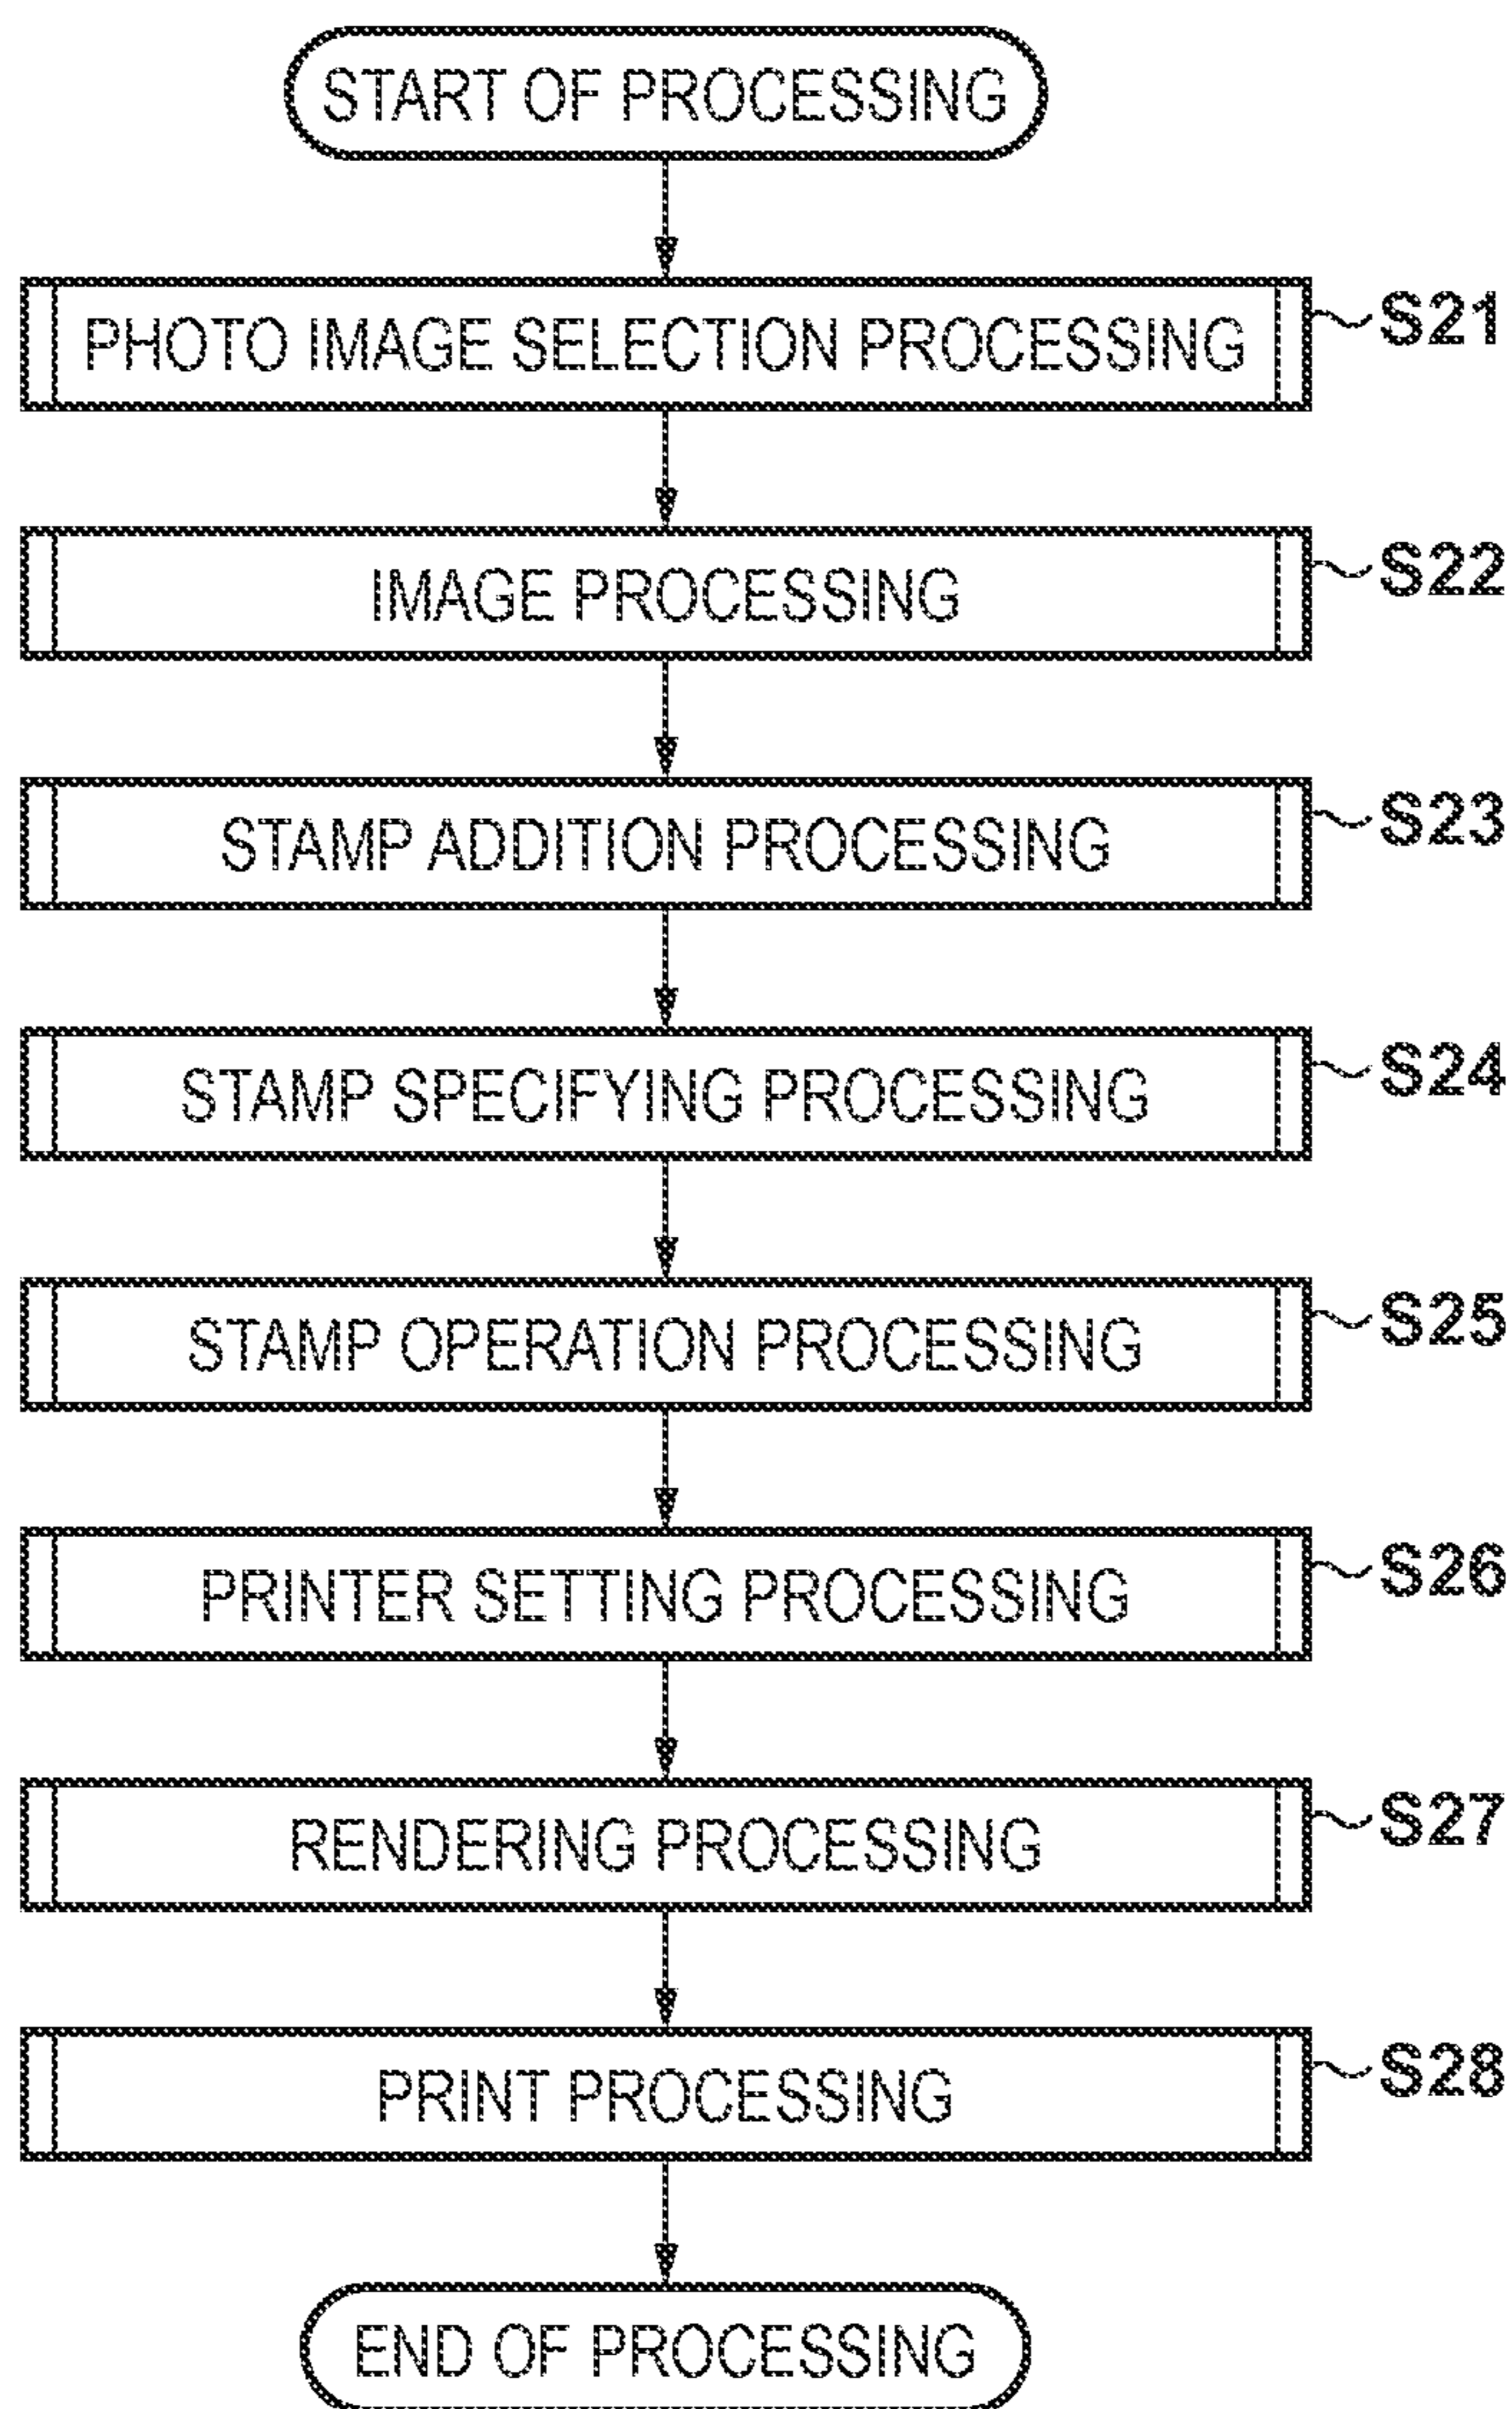 START OF PROCESSING
PHOTO IMAGE SELECTION PROCESSING S21
IMAGE PROCESSING S22
STAMP ADDITION PROCESSING S23
STAMP SPECIFYING PROCESSING S24
STAMP OPERATION PROCESSING S25
PRINTER SETTING PROCESSING S26
RENDERING PROCESSING S27
PRINT PROCESSING S28
END OF PROCESSING